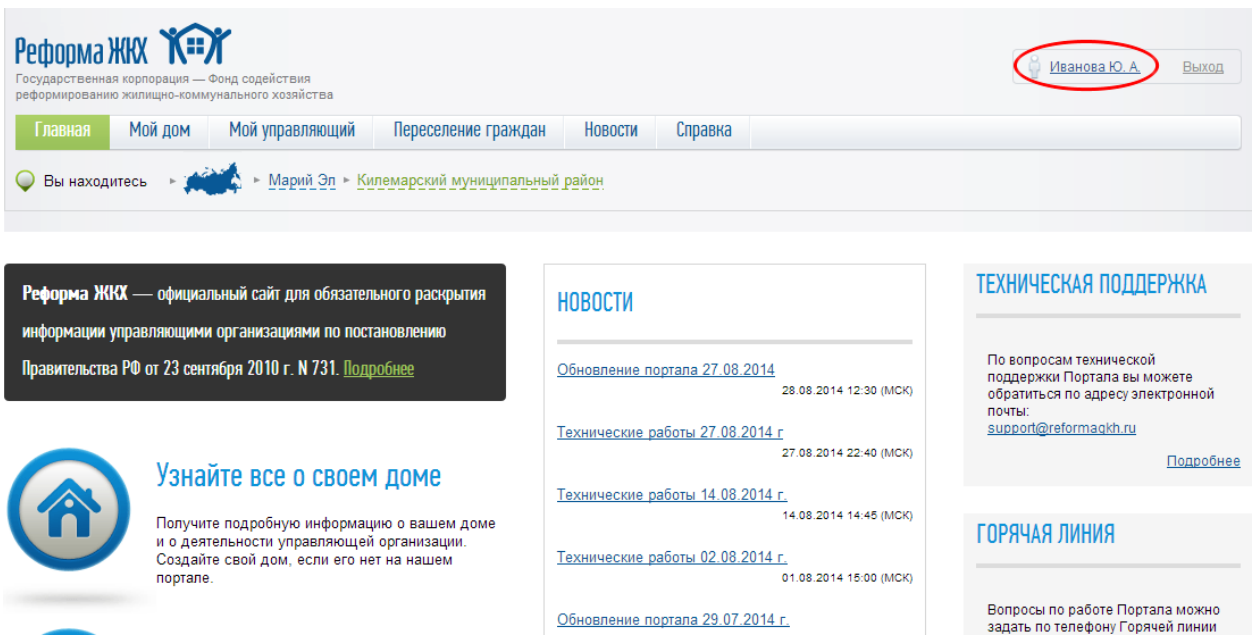 Реформа ЖКХ
Государственная корпорация — Фонд содействия
реформированию жилищно-коммунального хозяйства
Иванова Ю. А.
Выход
Главная Мой дом Мой управляющий Переселение граждан Новости Справка
Вы находитесь Марий Эл Килемарский муниципальный район
Реформа ЖКХ — официальный сайт для обязательного раскрытия
информации управляющими организациями по постановлению
Правительства РФ от 23 сентября 2010 г. N 731. Подробнее
Узнайте все о своем доме
Получите подробную информацию о вашем доме
и о деятельности управляющей организации.
Создайте свой дом, если его нет на нашем
портале.
НОВОСТИ
Обновление портала 27.08.2014
28.08.2014 12:30 (МСК)
Технические работы 27.08.2014 г
27.08.2014 22:40 (МСК)
Технические работы 14.08.2014 г.
14.08.2014 14:45 (МСК)
Технические работы 02.08.2014 г.
01.08.2014 15:00 (МСК)
Обновление портала 29.07.2014 г.
ТЕХНИЧЕСКАЯ ПОДДЕРЖКА
По вопросам технической
поддержки Портала вы можете
обратиться по адресу электронной
почты:
support@reformagkh.ru
Подробнее
ГОРЯЧАЯ ЛИНИЯ
Вопросы по работе Портала можно
задать по телефону Горячей линии